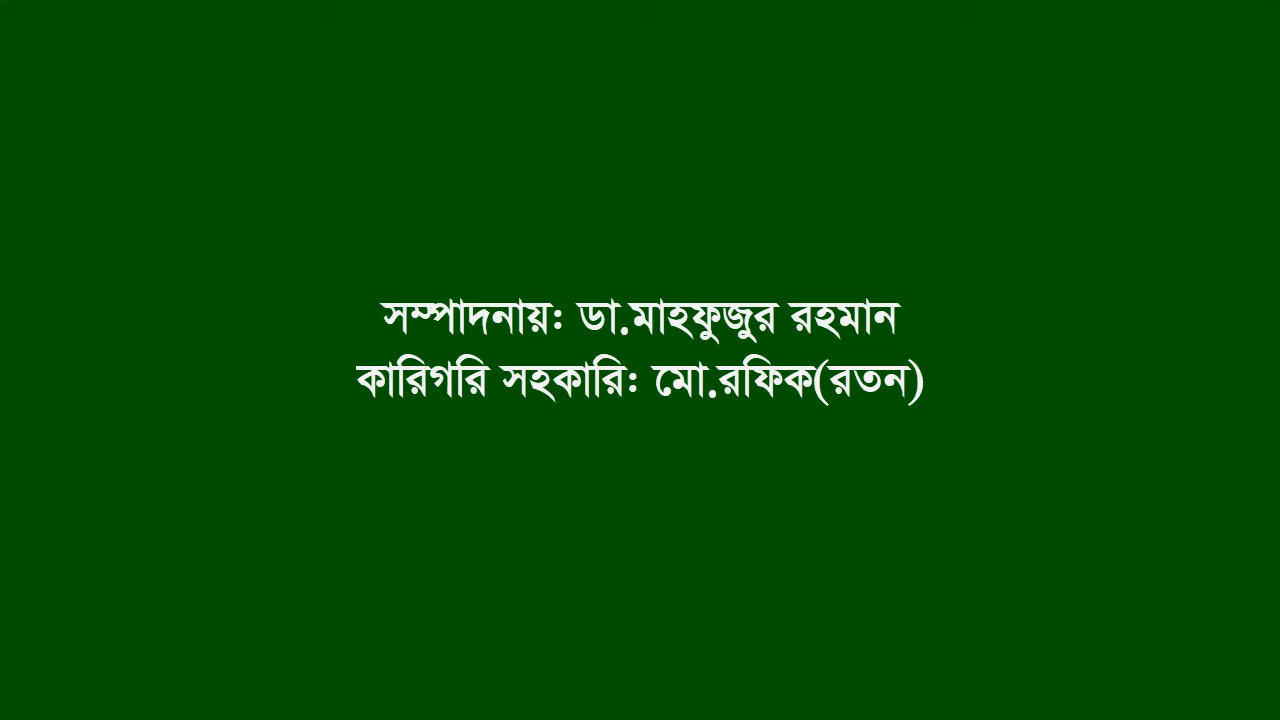 সম্পাদনায়: ডা.মাহফুজুর রহমান
কারিগরি সহকারি: মো.রফিক(রতন)